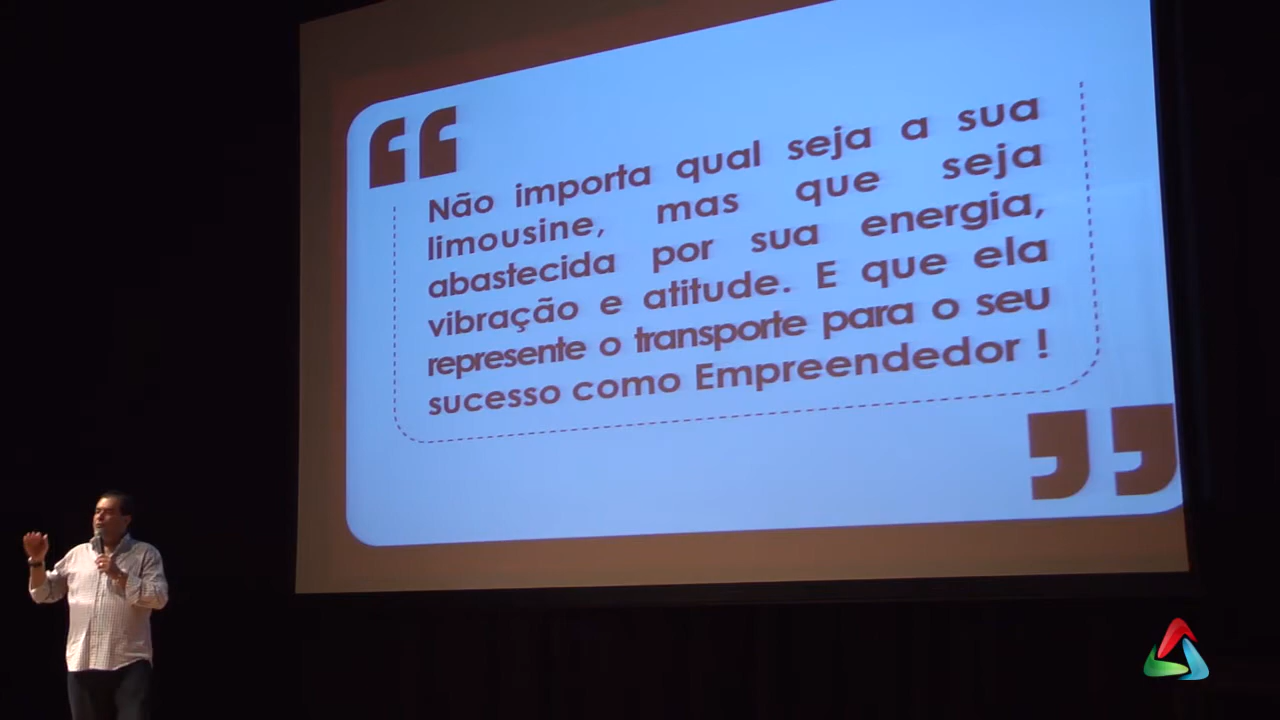 “
Não importa qual seja a sua
limousine, mas que seja
abastecida por sua energia,
vibração e atitude. E que ela
represente o transporte para o seu
sucesso como Empreendedor !
”